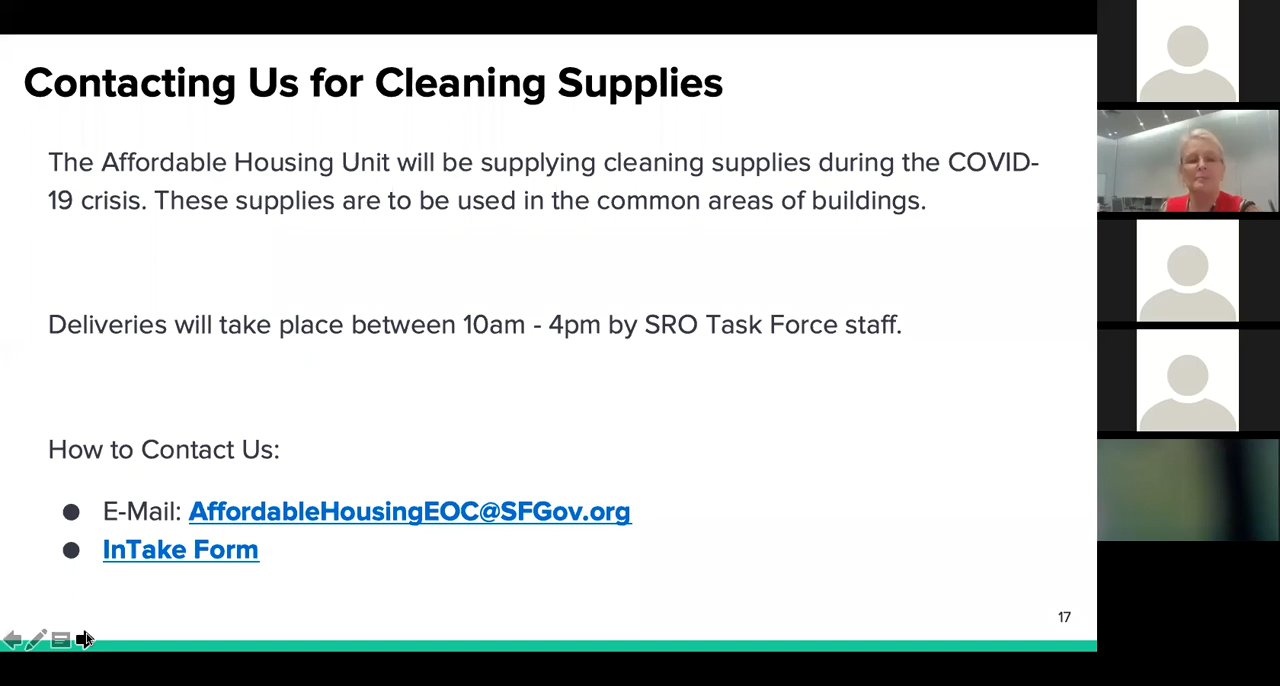 Contacting Us for Cleaning Supplies
The Affordable Housing Unit will be supplying cleaning supplies during the COVID-
19 crisis. These supplies are to be used in the common areas of buildings.
Deliveries will take place between 10am - 4pm by SRO Task Force staff.
How to Contact Us:
● E-Mail: AffordableHousingEOC@SFGov.org
● InTake Form
17